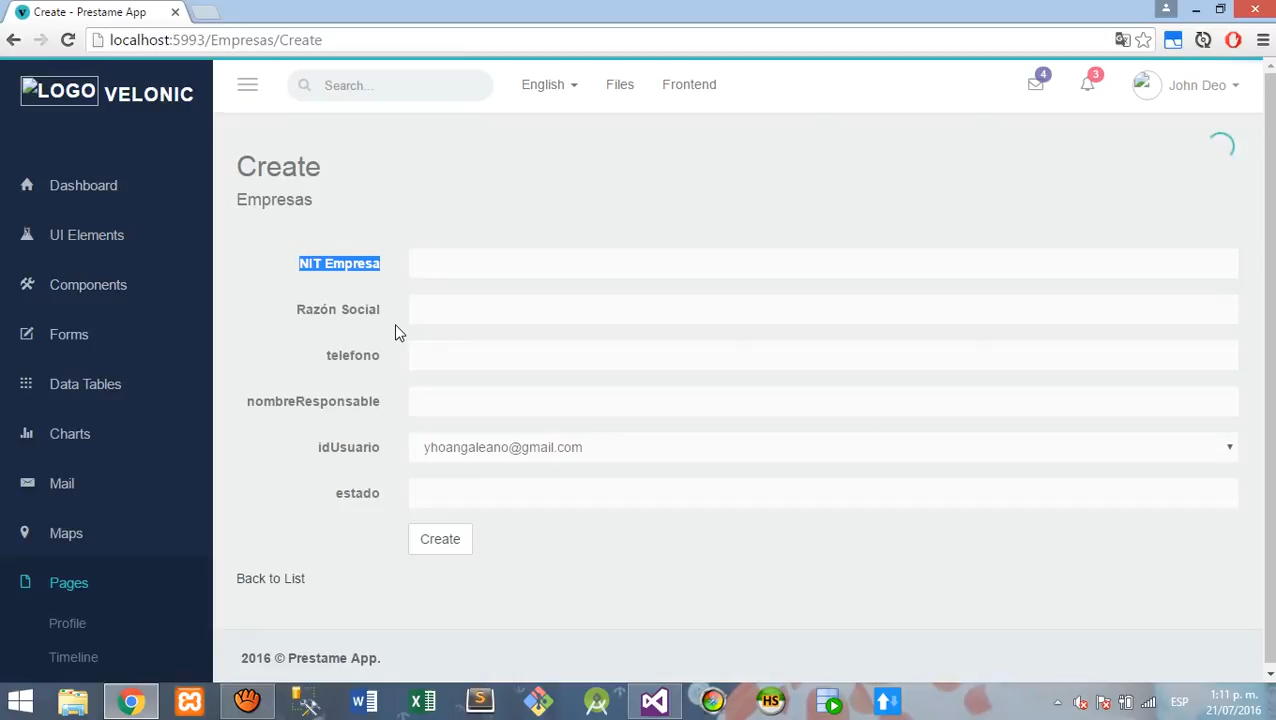 Create - Prestame App
localhost:5993/Empresas/Create
LOGO VELONIC
Search...
English
Files
Frontend
4
3
John Deo
Dashboard
UI Elements
Components
Forms
Data Tables
Charts
Mail
Maps
Pages
Profile
Timeline
Create
Empresas
NIT Empresa
Razón Social
telefono
nombreResponsable
idUsuario
yhoangaleano@gmail.com
estado
Create
Back to List
2016 © Prestame App.
HS
ESP
1:11 p. m.
21/07/2016